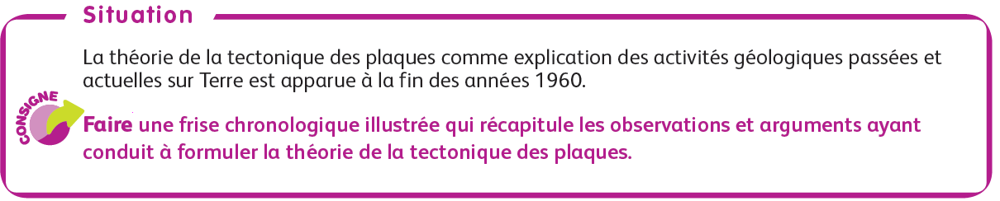 Situation
La théorie de la tectonique des plaques comme explication des activités géologiques passées et
actuelles sur Terre est apparue à la fin des années 1960.
CONSIGNE
Faire une frise chronologique illustrée qui récapitule les observations et arguments ayant
conduit à formuler la théorie de la tectonique des plaques.